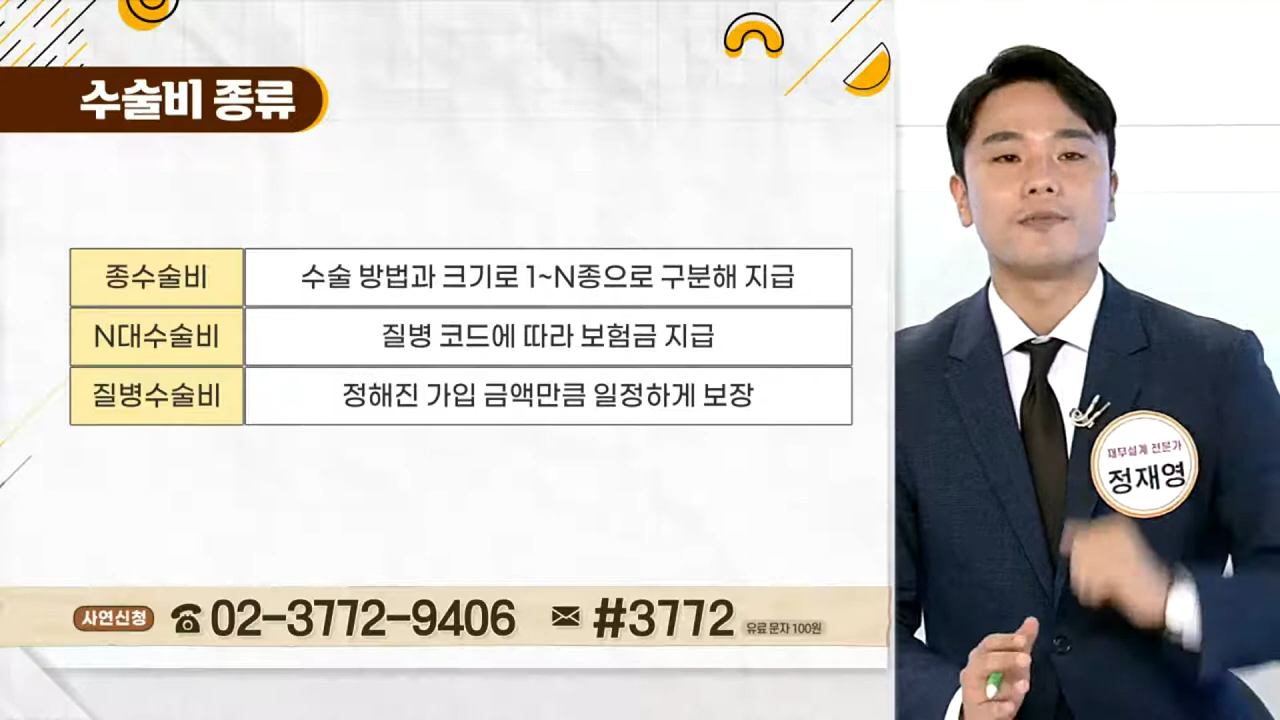 수술비 종류
종수술비 수술 방법과 크기로 1~N종으로 구분해 지급
N대수술비 질병 코드에 따라 보험금 지급
질병수술비 정해진 가입 금액만큼 일정하게 보장
재무설계 전문가
정재영
사연신청 02-3772-9406 #3772 유료 문자 100원